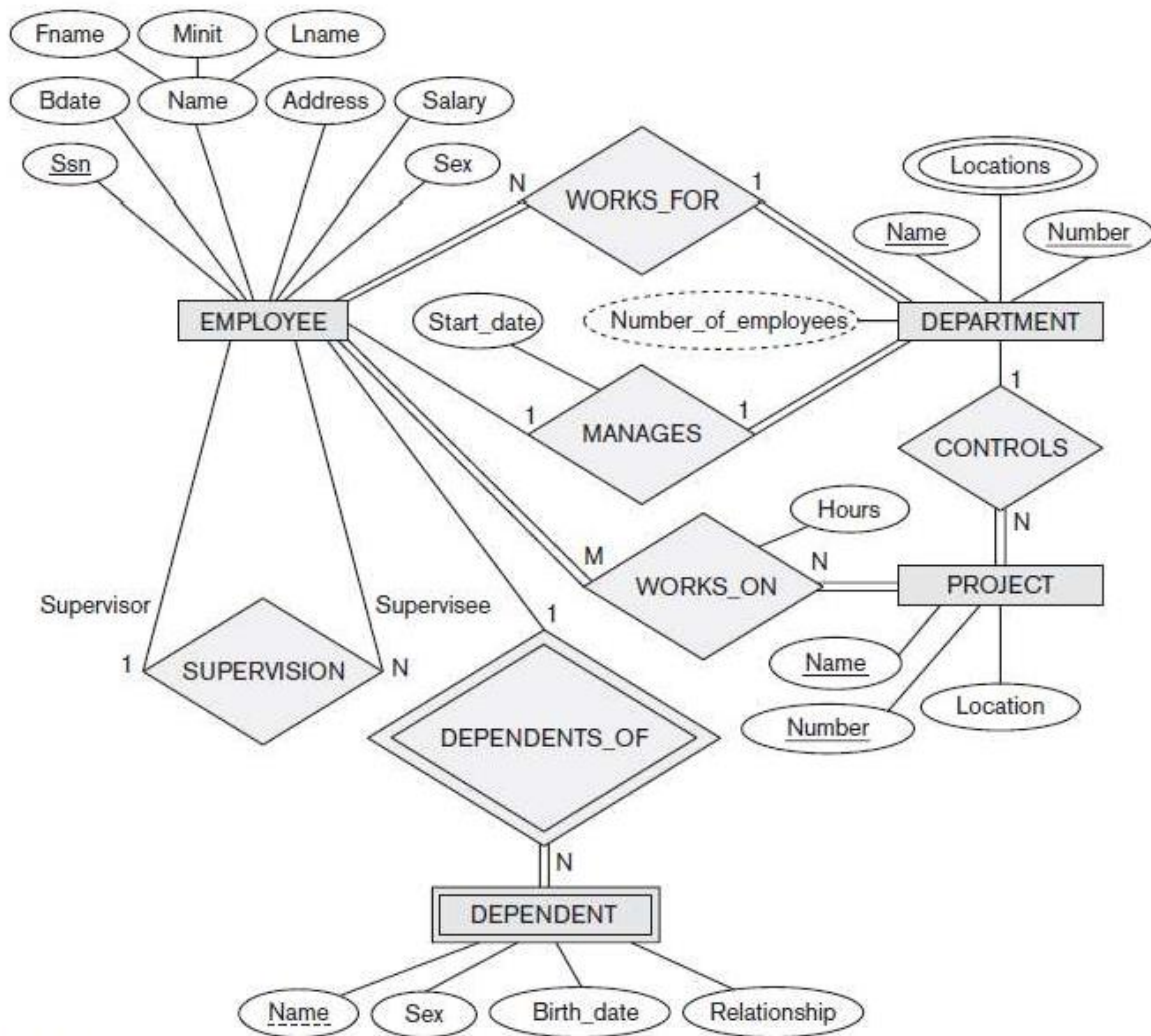 Fname Minit Lname
Bdate Name Address Salary
Ssn Sex
Locations
N 1
WORKS_FOR
Name Number
EMPLOYEE Start_date Number_of_employees DEPARTMENT
1 1 1
MANAGES CONTROLS
Hours
N
M N
WORKS_ON PROJECT
Supervisor Supervisee
1
Name
1 SUPERVISION N
Number Location
DEPENDENTS_OF
N
DEPENDENT
Name Sex Birth_date Relationship